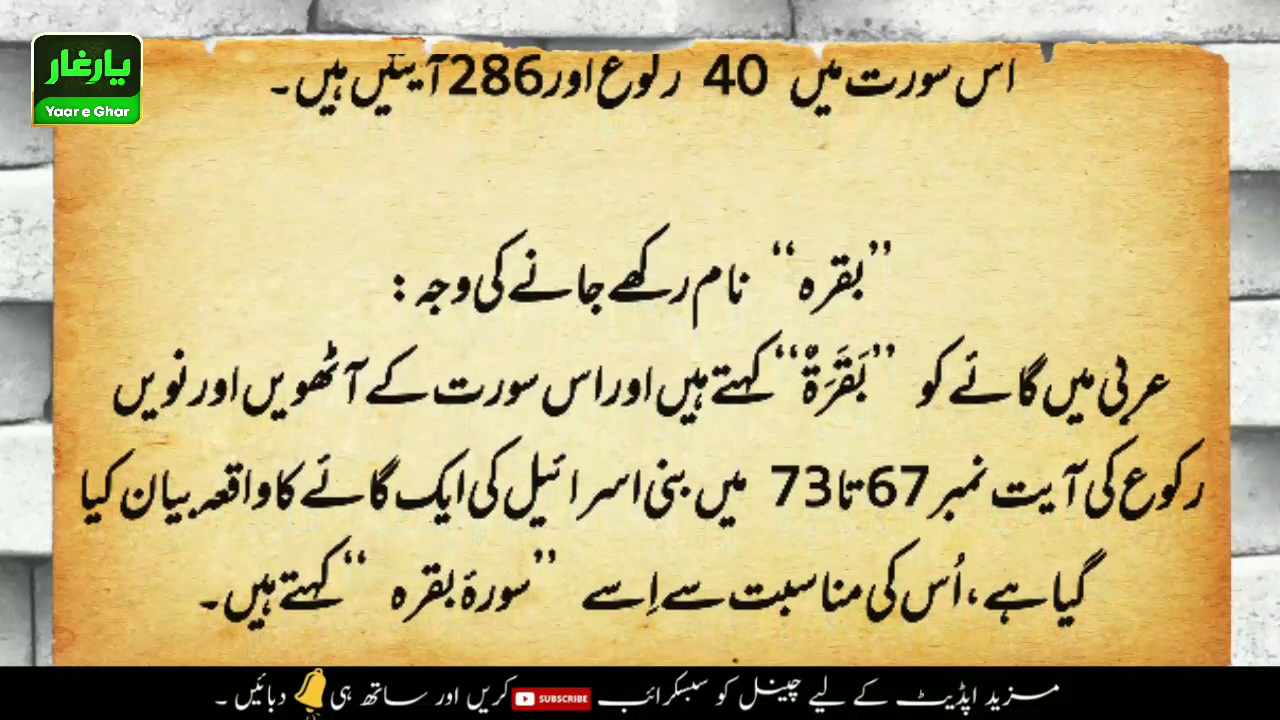 یارغار
Yaar e Ghar
اس سورت میں 40 رکوع اور 286 آیتیں ہیں۔
’’بقرہ‘‘ نام رکھے جانے کی وجہ :
عربی میں گائے کو ’’بَقَرَۃْ‘‘ کہتے ہیں اور اس سورت کے آٹھویں اور نویں
رکوع کی آیت نمبر 67 تا 73 میں بنی اسرائیل کی ایک گائے کا واقعہ بیان کیا
گیا ہے، اُس کی مناسبت سے اِسے ’’سورۂ بقرہ ‘‘ کہتے ہیں۔
مزید اپڈیٹ کے لیے چینل کو سبسکرائب SUBSCRIBE کریں اور ساتھ ہی دبائیں ۔